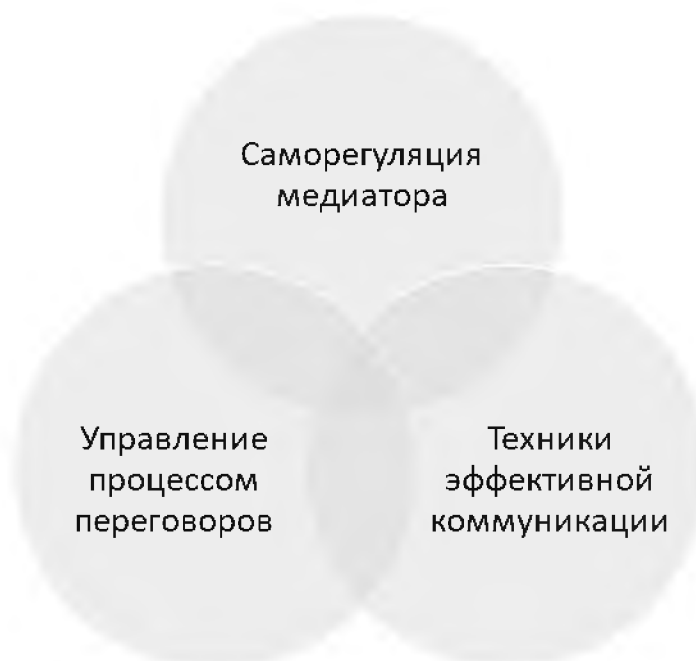 Саморегуляция
медиатора
Управление
процессом
переговоров
Техники
эффективной
коммуникации